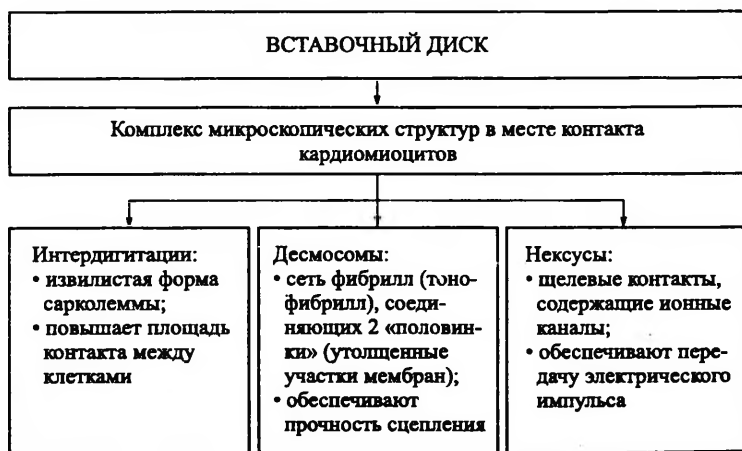 ВСТАВОЧНЫЙ ДИСК
Комплекс микроскопических структур в месте контакта
кардиомиоцитов
Интердигитации:
• извилистая форма
сарколеммы;
• повышает площадь
контакта между
клетками
Десмосомы:
• сеть фибрилл (тоно-
фибрилл), соеди-
няющих 2 «половин-
ки» (утолщенные
участки мембран);
• обеспечивают
прочность сцепления
Нексусы:
• щелевые контакты,
содержащие ионные
каналы;
• обеспечивают пере-
дачу электрического
импульса